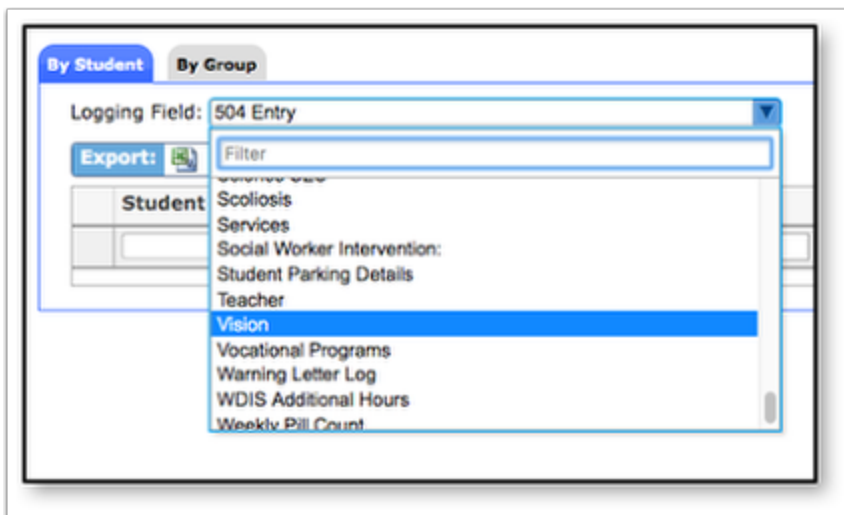 By Student By Group
Logging Field: 504 Entry
Export:
Filter
Student
Scoliosis
Services
Social Worker Intervention:
Student Parking Details
Teacher
Vision
Vocational Programs
Warning Letter Log
WDIS Additional Hours
Weekly Pill Count